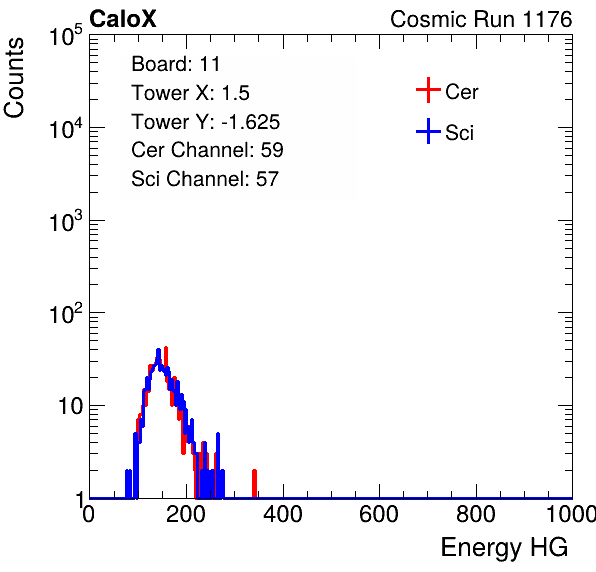 CaloX Cosmic Run 1176
Counts
Board: 11
Tower X: 1.5
Tower Y: -1.625
Cer Channel: 59
Sci Channel: 57
Cer
Sci
10^5
10^4
10^3
10^2
10
1
0 200 400 600 800 1000
Energy HG